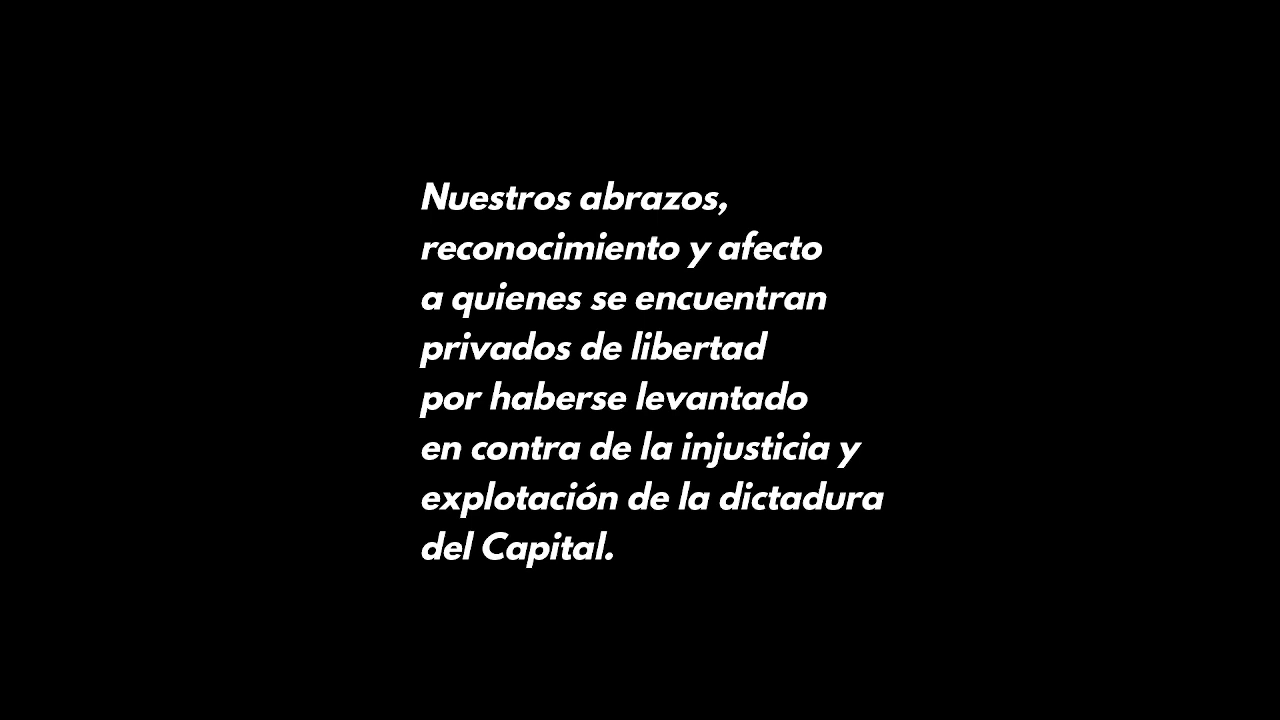 Nuestros abrazos,
reconocimiento y afecto
a quienes se encuentran
privados de libertad
por haberse levantado
en contra de la injusticia y
explotación de la dictadura
del Capital.